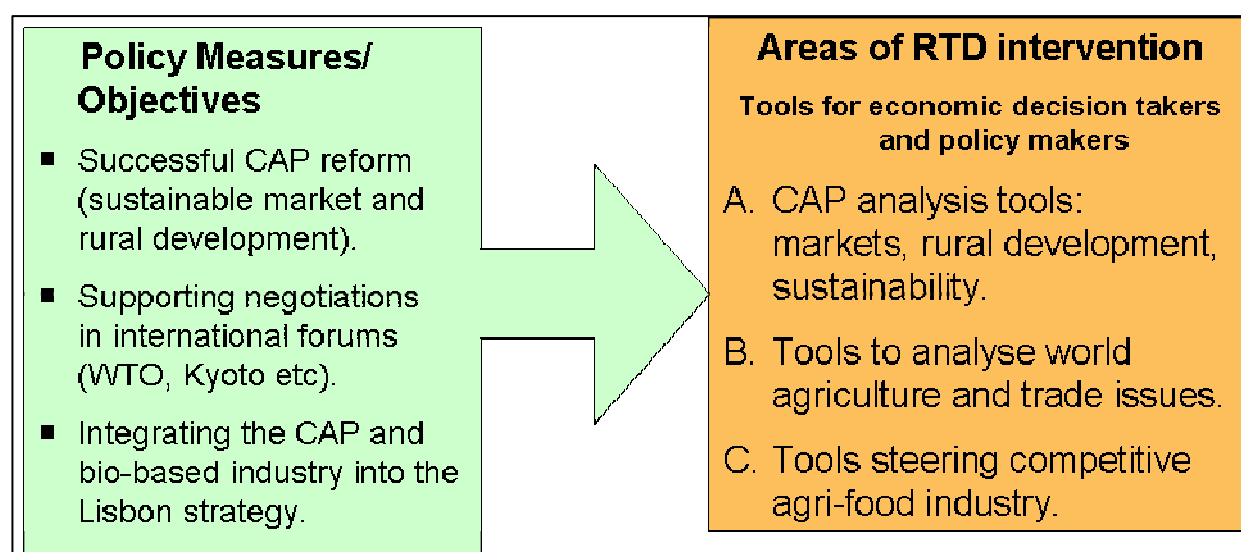 Policy Measures/
Objectives
▪ Successful CAP reform
(sustainable market and
rural development).
▪ Supporting negotiations
in international forums
(WTO, Kyoto etc).
▪ Integrating the CAP and
bio-based industry into the
Lisbon strategy.
Areas of RTD intervention
Tools for economic decision takers
and policy makers
A. CAP analysis tools:
markets, rural development,
sustainability.
B. Tools to analyse world
agriculture and trade issues.
C. Tools steering competitive
agri-food industry.